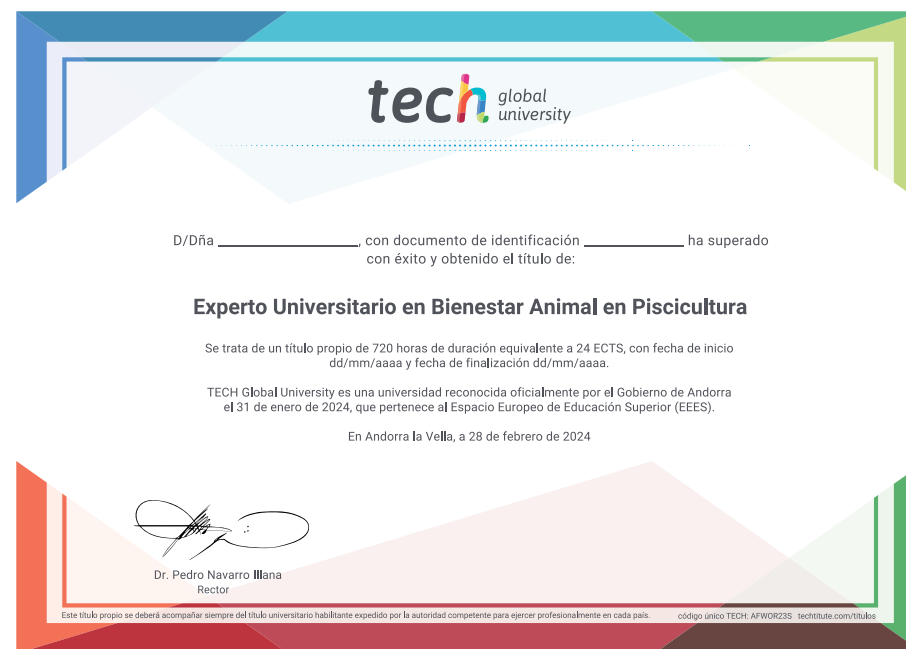 tech global university
D/Dña ____________________, con documento de identificación ______________ ha superado
con éxito y obtenido el título de:
Experto Universitario en Bienestar Animal en Piscicultura
Se trata de un título propio de 720 horas de duración equivalente a 24 ECTS, con fecha de inicio
dd/mm/aaaa y fecha de finalización dd/mm/aaaa.
TECH Global University es una universidad reconocida oficialmente por el Gobierno de Andorra
el 31 de enero de 2024, que pertenece al Espacio Europeo de Educación Superior (EEES).
En Andorra la Vella, a 28 de febrero de 2024
Dr. Pedro Navarro Illana
Rector
Este título propio se deberá acompañar siempre del título universitario habilitante expedido por la autoridad competente para ejercer profesionalmente en cada país.
código único TECH: AFWOR23S techtitute.com/titulos